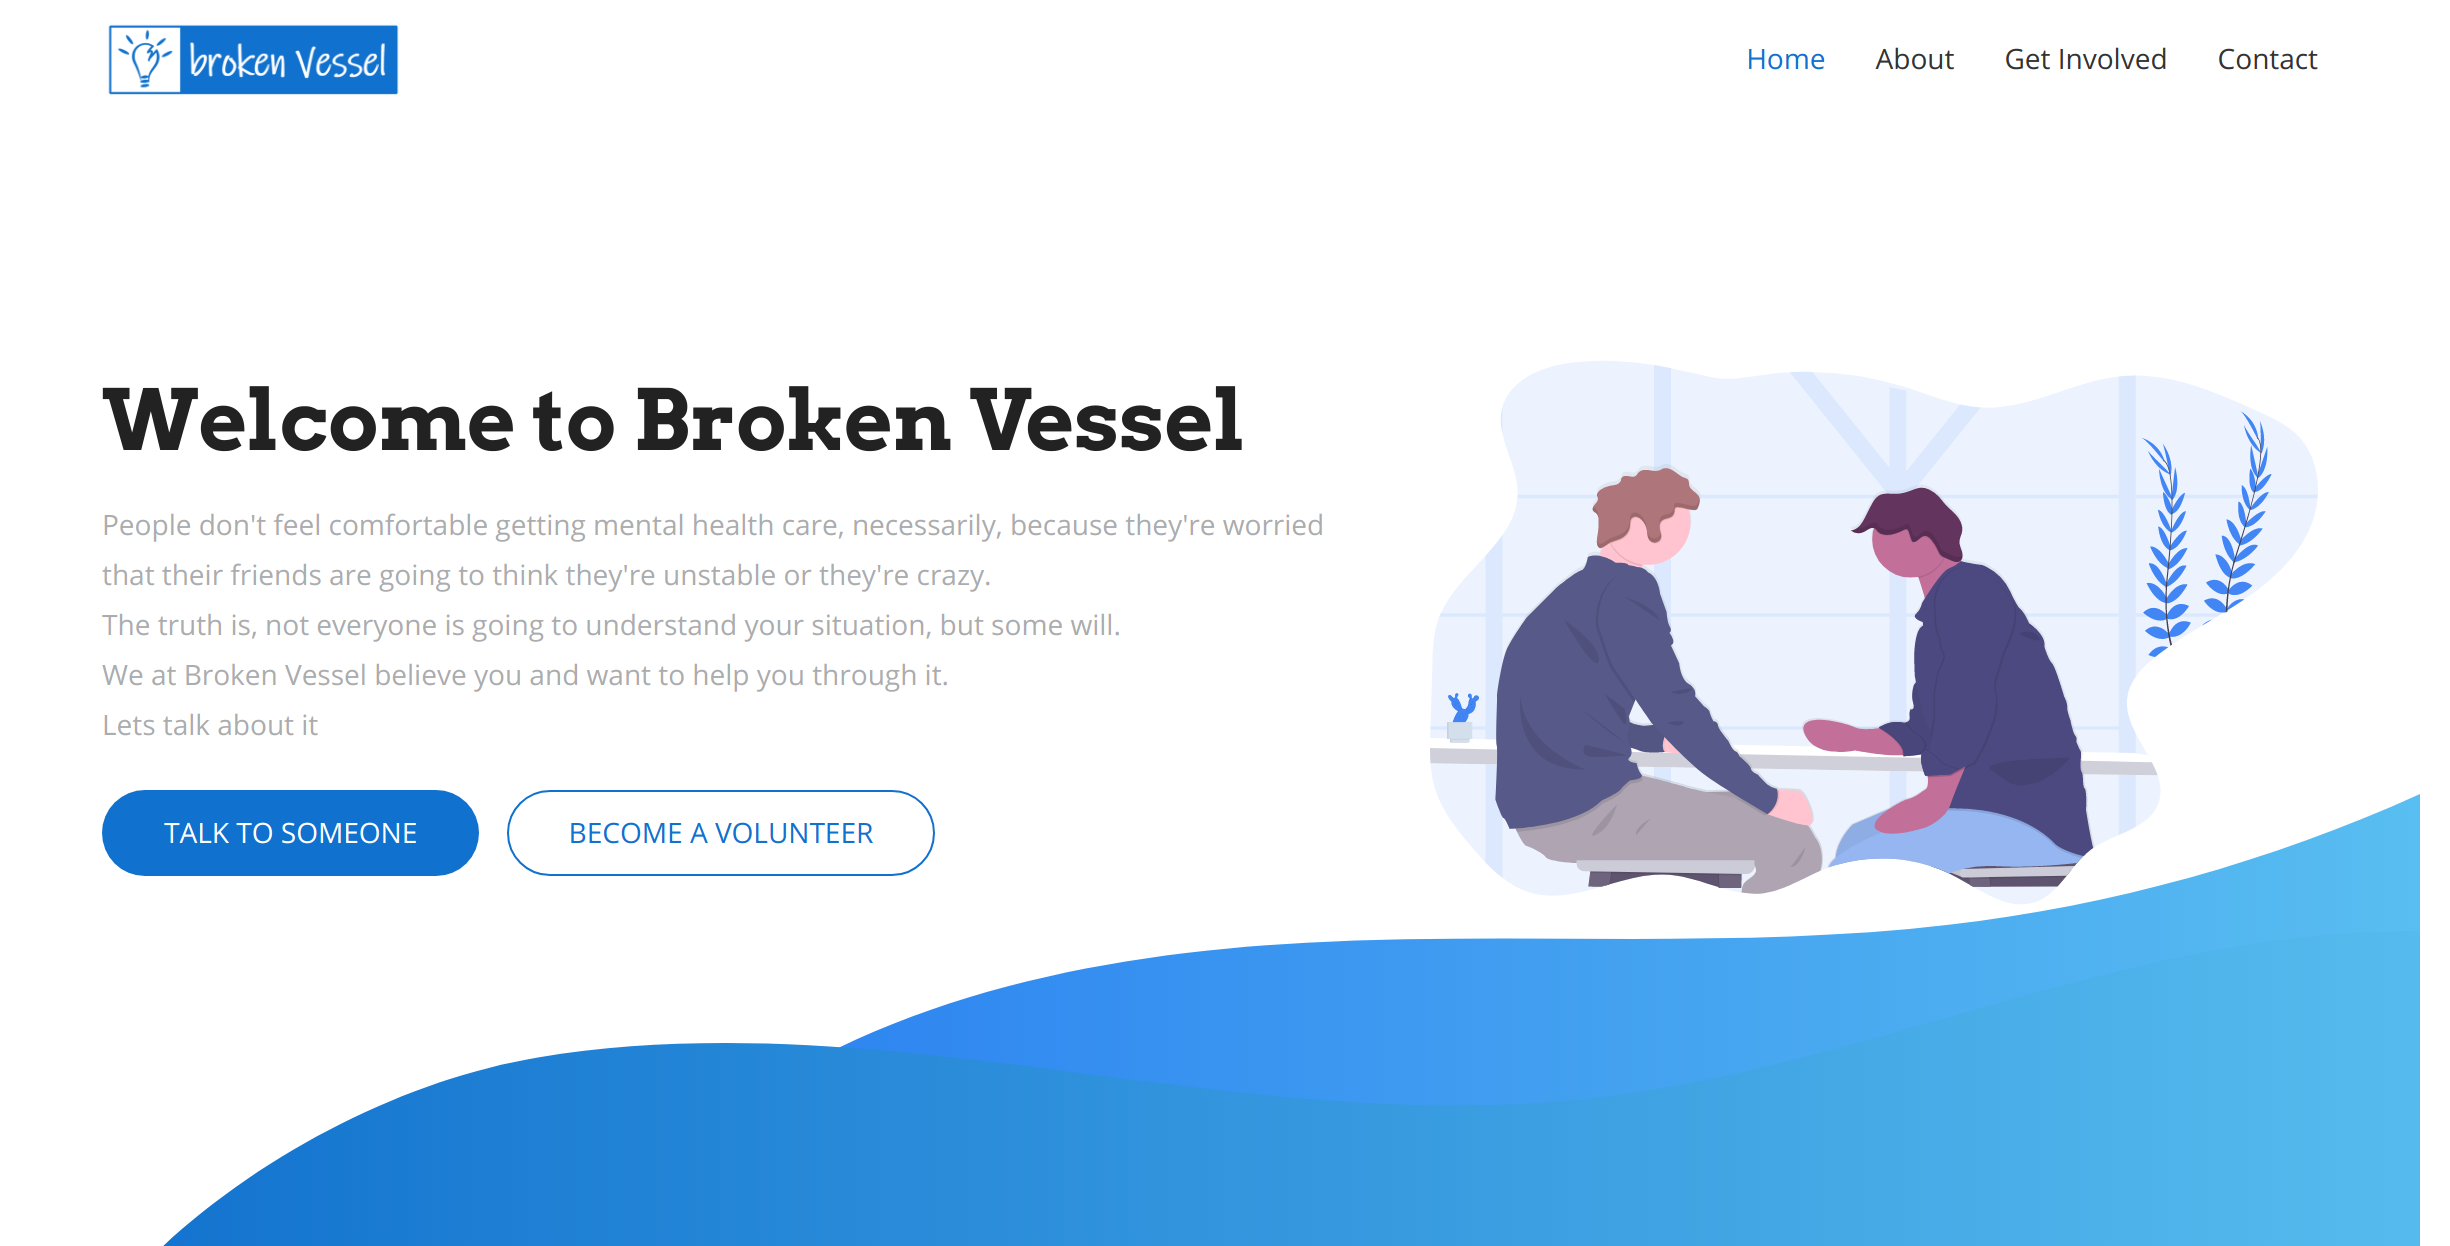 broken Vessel
Home About Get Involved Contact
Welcome to Broken Vessel
People don't feel comfortable getting mental health care, necessarily, because they're worried
that their friends are going to think they're unstable or they're crazy.
The truth is, not everyone is going to understand your situation, but some will.
We at Broken Vessel believe you and want to help you through it.
Lets talk about it
TALK TO SOMEONE BECOME A VOLUNTEER